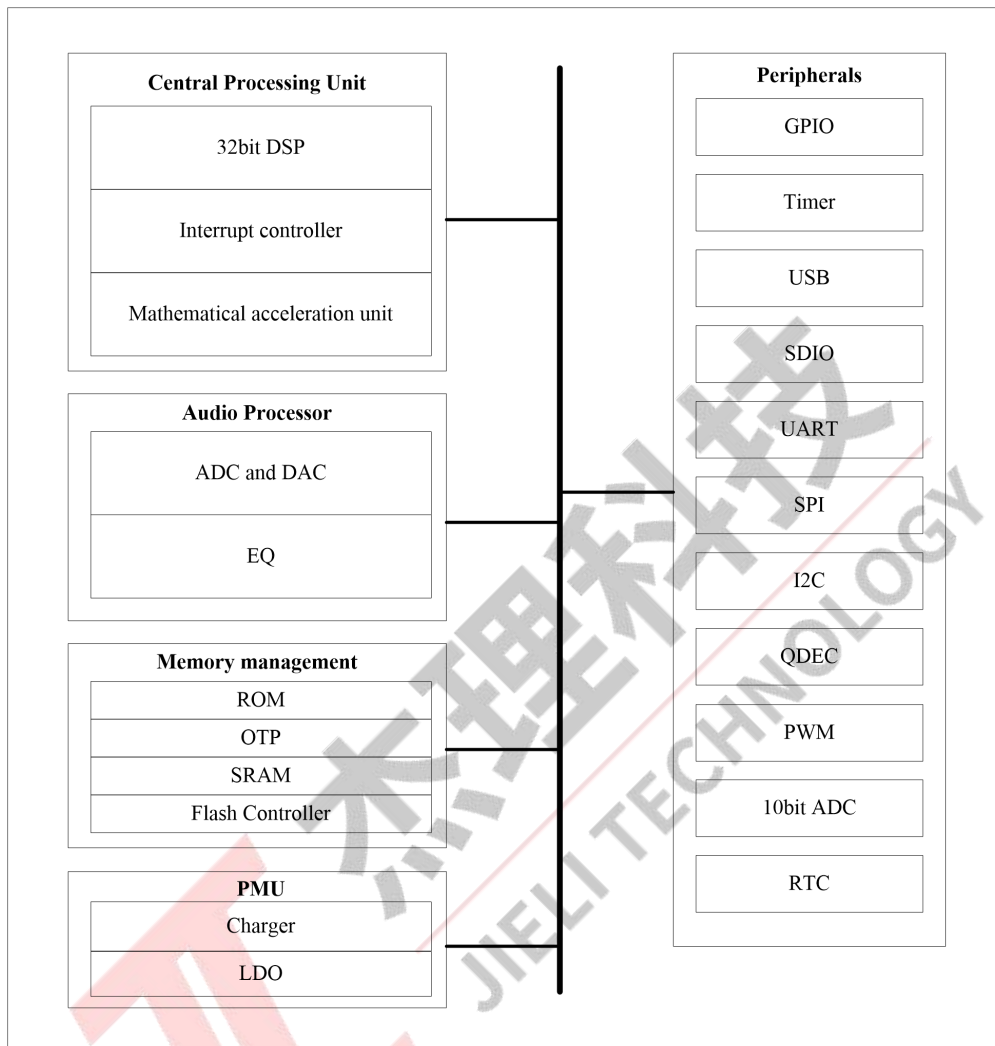 Central Processing Unit
32bit DSP
Interrupt controller
Mathematical acceleration unit
Audio Processor
ADC and DAC
EQ
Memory management
ROM
OTP
SRAM
Flash Controller
PMU
Charger
LDO
Peripherals
GPIO
Timer
USB
SDIO
UART
SPI
I2C
QDEC
PWM
10bit ADC
RTC
杰理科技
JIELI TECHNOLOGY